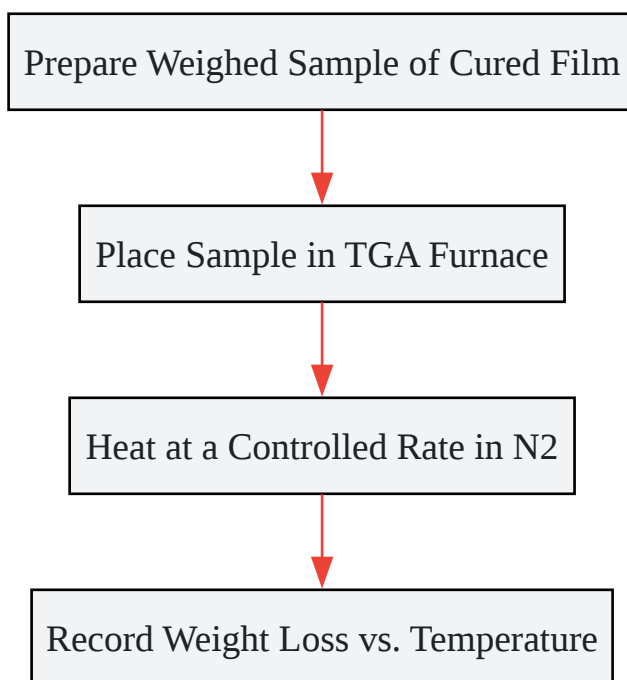 Prepare Weighed Sample of Cured Film
Place Sample in TGA Furnace
Heat at a Controlled Rate in N2
Record Weight Loss vs. Temperature